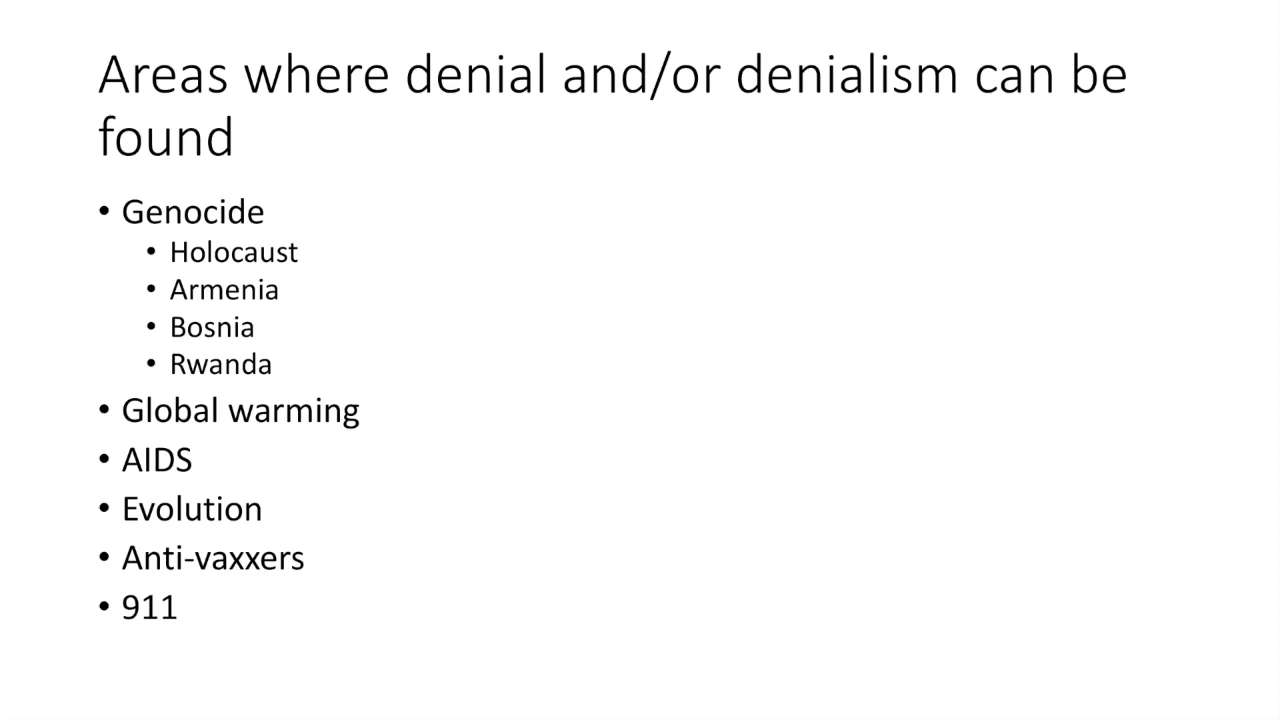 Areas where denial and/or denialism can be
found
• Genocide
• Holocaust
• Armenia
• Bosnia
• Rwanda
• Global warming
• AIDS
• Evolution
• Anti-vaxxers
• 911